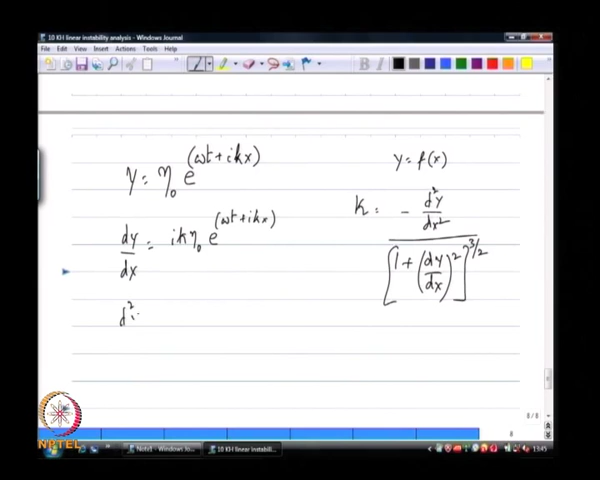 10 KH linear instability analysis - Windows Journal
File Edit View Insert Actions Tools Help
y = η₀ e^(ωt + ikx)
y = f(x)
dy/dx = ikη₀ e^(ωt + ikx)
κ = - d²y/dx² / [1 + (dy/dx)²]^3/2
d²
8 / 8
8
NPTEL
Note1 - Windows Jo...
10 KH linear instabili...
13:45